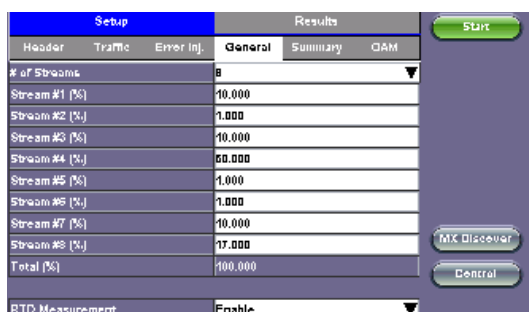 Setup Results
Header Traffic Error Inj. General Summary OAM
# of Streams 8
Stream #1 (%) 10.000
Stream #2 (%) 1.000
Stream #3 (%) 10.000
Stream #4 (%) 50.000
Stream #5 (%) 1.000
Stream #6 (%) 1.000
Stream #7 (%) 10.000
Stream #8 (%) 17.000
Total (%) 100.000
RTD Measurement Enable
Start
MX Discover
Control